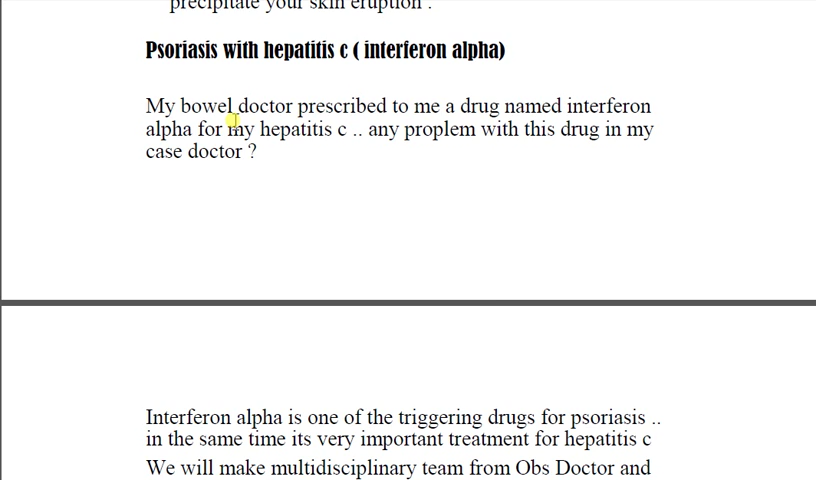 precipitate your skin eruption .
Psoriasis with hepatitis c ( interferon alpha)
My bowel doctor prescribed to me a drug named interferon
alpha for my hepatitis c .. any proplem with this drug in my
case doctor ?
Interferon alpha is one of the triggering drugs for psoriasis ..
in the same time its very important treatment for hepatitis c
We will make multidisciplinary team from Obs Doctor and